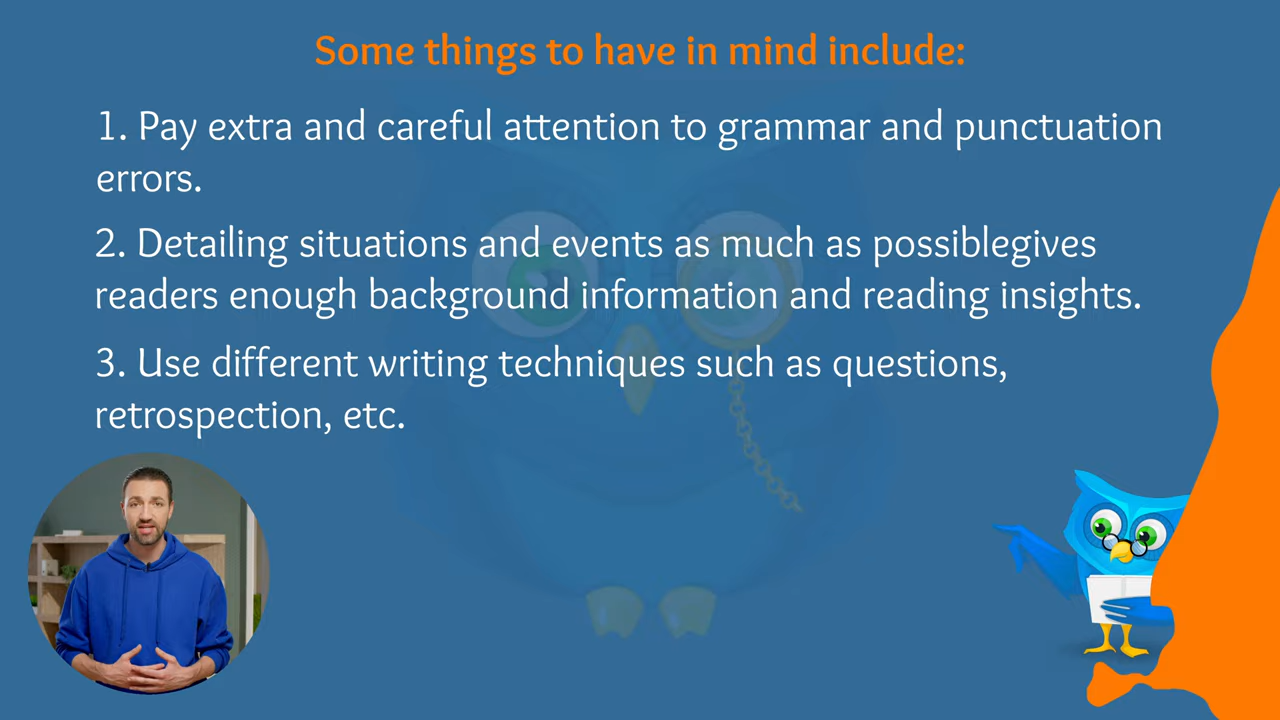 Some things to have in mind include:
1. Pay extra and careful attention to grammar and punctuation
errors.
2. Detailing situations and events as much as possiblegives
readers enough background information and reading insights.
3. Use different writing techniques such as questions,
retrospection, etc.